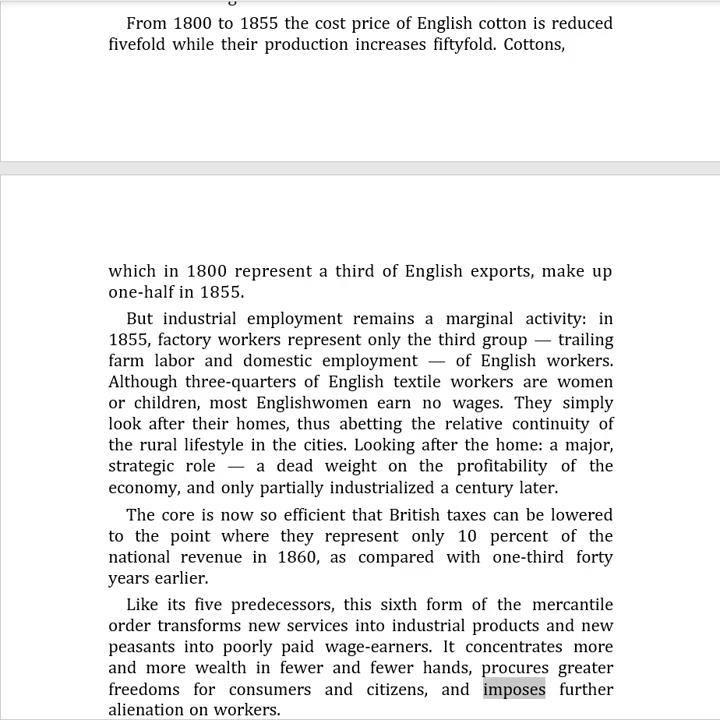 From 1800 to 1855 the cost price of English cotton is reduced
fivefold while their production increases fiftyfold. Cottons,
which in 1800 represent a third of English exports, make up
one-half in 1855.
But industrial employment remains a marginal activity: in
1855, factory workers represent only the third group — trailing
farm labor and domestic employment — of English workers.
Although three-quarters of English textile workers are women
or children, most Englishwomen earn no wages. They simply
look after their homes, thus abetting the relative continuity of
the rural lifestyle in the cities. Looking after the home: a major,
strategic role — a dead weight on the profitability of the
economy, and only partially industrialized a century later.
The core is now so efficient that British taxes can be lowered
to the point where they represent only 10 percent of the
national revenue in 1860, as compared with one-third forty
years earlier.
Like its five predecessors, this sixth form of the mercantile
order transforms new services into industrial products and new
peasants into poorly paid wage-earners. It concentrates more
and more wealth in fewer and fewer hands, procures greater
freedoms for consumers and citizens, and imposes further
alienation on workers.